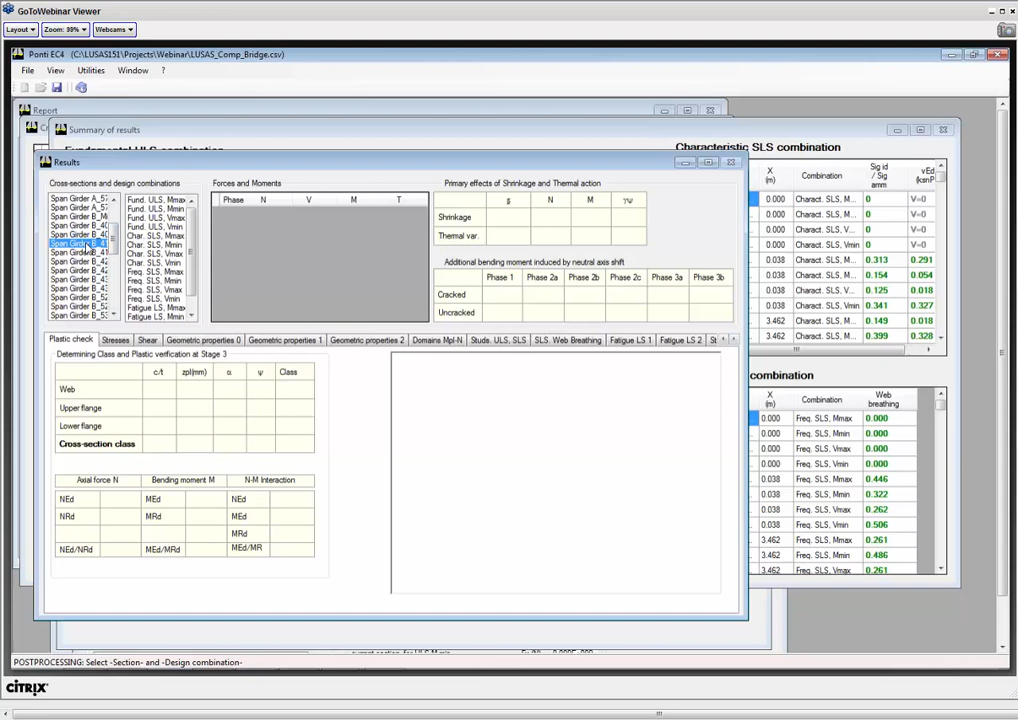 GoToWebinar Viewer
Layout Zoom: 98% Webcams
Ponti EC4 (C:\LUSAS151\Projects\Webinar\LUSAS_Comp_Bridge.csv)
File View Utilities Window ?
Report
Summary of results
Characteristic SLS combination
Results
Cross-sections and design combinations
Forces and Moments
Primary effects of Shrinkage and Thermal action
Span Girder A_57
Span Girder A_57
Span Girder B_M
Span Girder B_40
Span Girder B_40
Span Girder B_41
Span Girder B_41
Span Girder B_42
Span Girder B_42
Span Girder B_43
Span Girder B_43
Span Girder B_52
Span Girder B_52
Span Girder B_53
Fund. ULS, Mmax
Fund. ULS, Mmin
Fund. ULS, Vmax
Fund. ULS, Vmin
Char. SLS, Mmax
Char. SLS, Mmin
Char. SLS, Vmax
Char. SLS, Vmin
Freq. SLS, Mmax
Freq. SLS, Mmin
Freq. SLS, Vmax
Freq. SLS, Vmin
Fatigue LS, Mmax
Fatigue LS, Mmin
Phase N V M T
N M γψ
Shrinkage
Thermal var.
Additional bending moment induced by neutral axis shift
Phase 1 Phase 2a Phase 2b Phase 2c Phase 3a Phase 3b
Cracked
Uncracked
X (m) Combination Sig id / Sig amm vEd (ksnP
0.000 Charact. SLS, M... 0 V=0
0.000 Charact. SLS, M... 0 V=0
0.000 Charact. SLS, V... 0 V=0
0.000 Charact. SLS, Vmin 0 V=0
0.038 Charact. SLS, M... 0.313 0.291
0.038 Charact. SLS, M... 0.154 0.054
0.038 Charact. SLS, V... 0.125 0.018
0.038 Charact. SLS, Vmin 0.341 0.327
3.462 Charact. SLS, M... 0.149 0.018
3.462 Charact. SLS, M... 0.399 0.328
Plastic check Stresses Shear Geometric properties 0 Geometric properties 1 Geometric properties 2 Domains Mpl-N Studs. ULS, SLS SLS. Web Breathing Fatigue LS 1 Fatigue LS 2 St
Determining Class and Plastic verification at Stage 3
c/t zpl(mm) α ψ Class
Web
Upper flange
Lower flange
Cross-section class
Axial force N Bending moment M N-M Interaction
NEd MEd NEd
NRd MRd MEd
MRd
NEd/NRd MEd/MRd MEd/MR
X (m) Combination Web breathing
0.000 Freq. SLS, Mmax 0.000
0.000 Freq. SLS, Mmin 0.000
0.000 Freq. SLS, Vmax 0.000
0.000 Freq. SLS, Vmin 0.000
0.038 Freq. SLS, Mmax 0.446
0.038 Freq. SLS, Mmin 0.322
0.038 Freq. SLS, Vmax 0.262
0.038 Freq. SLS, Vmin 0.506
3.462 Freq. SLS, Mmax 0.261
3.462 Freq. SLS, Mmin 0.486
3.462 Freq. SLS, Vmax 0.261
POSTPROCESSING: Select -Section- and -Design combination-
CITRIX